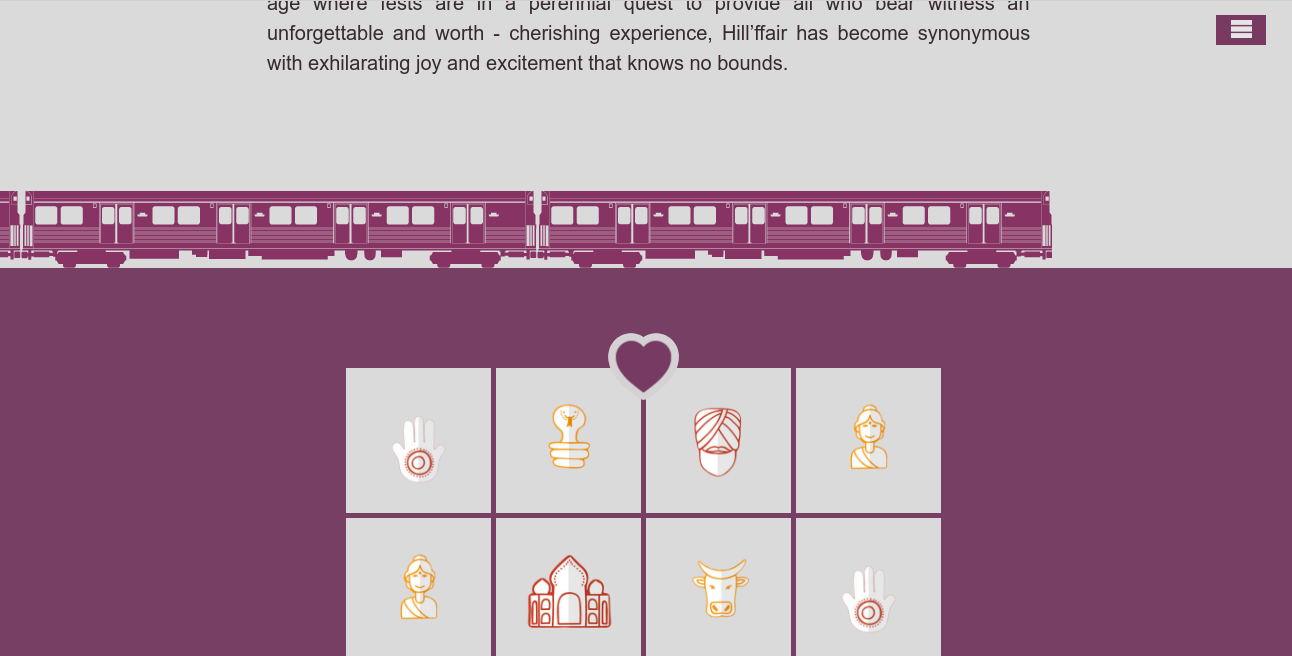 age where fests are in a perennial quest to provide all who bear witness an
unforgettable and worth - cherishing experience, Hill’ffair has become synonymous
with exhilarating joy and excitement that knows no bounds.